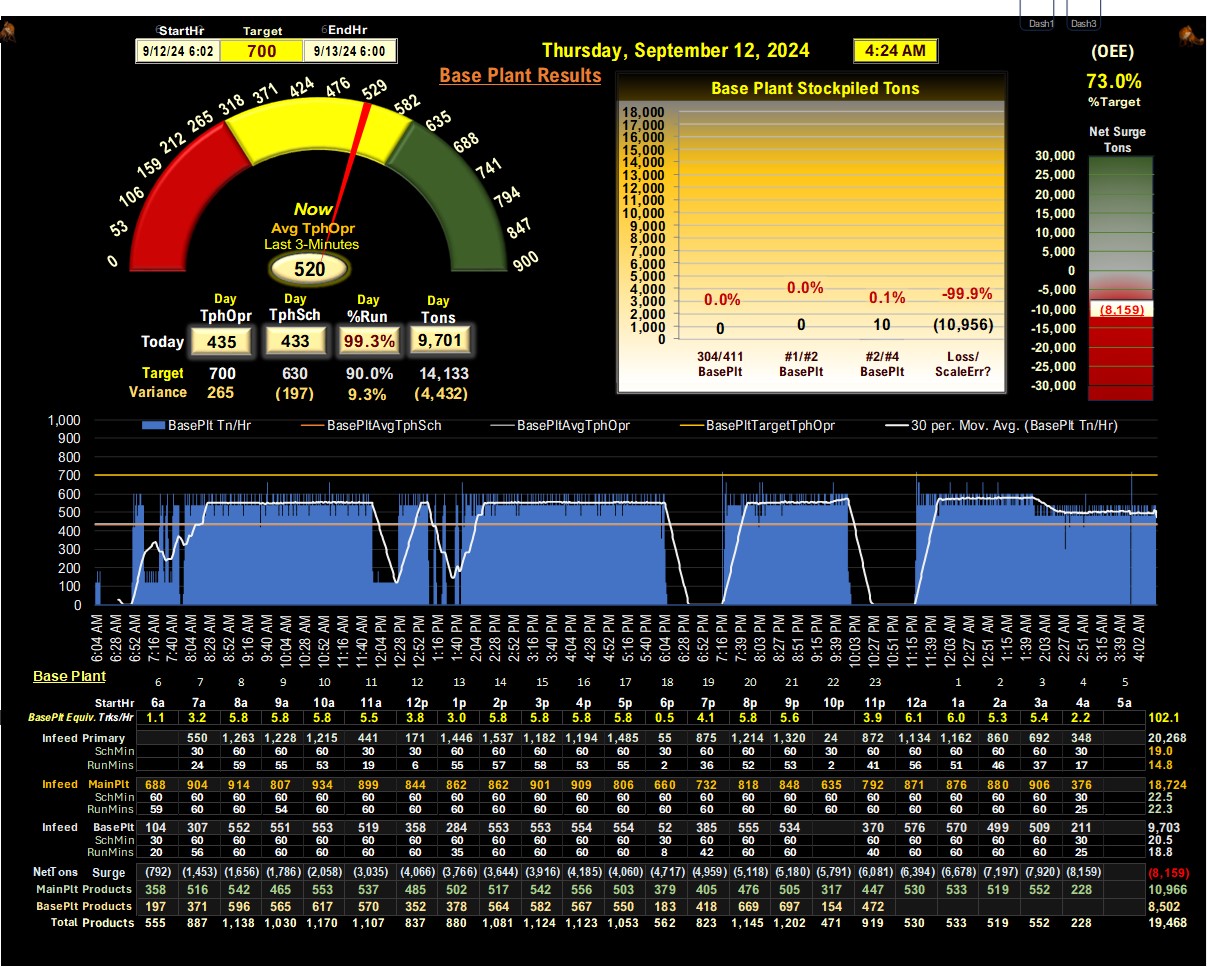 Dash1 Dash3
StartHr Target EndHr
9/12/24 6:02 700 9/13/24 6:00
Thursday, September 12, 2024 4:24 AM
(OEE)
73.0%
%Target
Base Plant Results
0 53 106 159 212 265 318 371 424 476 529 582 635 688 741 794 847 900
Now
Avg TphOpr
Last 3-Minutes
520
Day TphOpr Day TphSch Day %Run Day Tons
Today 435 433 99.3% 9,701
Target 700 630 90.0% 14,133
Variance 265 (197) 9.3% (4,432)
Base Plant Stockpiled Tons
18,000
17,000
16,000
15,000
14,000
13,000
12,000
11,000
10,000
9,000
8,000
7,000
6,000
5,000
4,000
3,000
2,000
1,000
0
0.0% 0.0% 0.1% -99.9%
0 0 10 (10,956)
304/411 #1/#2 #2/#4 Loss/
BasePlt BasePlt BasePlt ScaleErr?
Net Surge
Tons
30,000
25,000
20,000
15,000
10,000
5,000
0
-5,000
-10,000 (8,159)
-15,000
-20,000
-25,000
-30,000
BasePlt Tn/Hr BasePltAvgTphSch BasePltAvgTphOpr BasePltTargetTphOpr 30 per. Mov. Avg. (BasePlt Tn/Hr)
1,000
900
800
700
600
500
400
300
200
100
0
6:04 AM 6:28 AM 6:52 AM 7:16 AM 7:40 AM 8:04 AM 8:28 AM 8:52 AM 9:16 AM 9:40 AM 10:04 AM 10:28 AM 10:52 AM 11:16 AM 11:40 AM 12:04 PM 12:28 PM 12:52 PM 1:16 PM 1:40 PM 2:04 PM 2:28 PM 2:52 PM 3:16 PM 3:40 PM 4:04 PM 4:28 PM 4:52 PM 5:16 PM 5:40 PM 6:04 PM 6:28 PM 6:52 PM 7:16 PM 7:39 PM 8:03 PM 8:27 PM 8:51 PM 9:15 PM 9:39 PM 10:03 PM 10:27 PM 10:51 PM 11:15 PM 11:39 PM 12:03 AM 12:27 AM 12:51 AM 1:15 AM 1:39 AM 2:03 AM 2:27 AM 2:51 AM 3:15 AM 3:39 AM 4:02 AM
Base Plant
6 7 8 9 10 11 12 13 14 15 16 17 18 19 20 21 22 23 1 2 3 4 5
StartHr 6a 7a 8a 9a 10a 11a 12p 1p 2p 3p 4p 5p 6p 7p 8p 9p 10p 11p 12a 1a 2a 3a 4a 5a
BasePlt Equiv. Trks/Hr 1.1 3.2 5.8 5.8 5.8 5.5 3.8 3.0 5.8 5.8 5.8 5.8 0.5 4.1 5.8 5.6 3.9 6.1 6.0 5.3 5.4 2.2 102.1
Infeed Primary 550 1,263 1,228 1,215 441 171 1,446 1,537 1,182 1,194 1,485 55 875 1,214 1,320 24 872 1,134 1,162 860 692 348 20,268
SchMin 30 60 60 60 30 30 60 60 60 60 60 30 60 60 60 30 60 60 60 60 60 30 19.0
RunMins 24 59 55 53 19 6 55 57 58 53 55 2 36 52 53 2 41 56 51 46 37 17 14.8
Infeed MainPlt 688 904 914 807 934 899 844 862 862 901 909 806 660 732 818 848 635 792 871 876 880 906 376 18,724
SchMin 60 60 60 60 60 60 60 60 60 60 60 60 60 60 60 60 60 60 60 60 60 60 30 22.5
RunMins 59 60 60 54 60 60 60 60 60 60 60 60 60 60 60 60 60 60 60 60 60 60 25 22.3
Infeed BasePlt 104 307 552 551 553 519 358 284 553 553 554 554 52 385 555 534 370 576 570 499 509 211 9,703
SchMin 30 60 60 60 60 60 60 60 60 60 60 60 30 60 60 60 60 60 60 60 60 30 20.5
RunMins 20 56 60 60 60 60 60 35 60 60 60 60 8 42 60 60 40 60 60 60 60 25 18.8
NetTons Surge (792) (1,453) (1,656) (1,786) (2,058) (3,035) (4,066) (3,766) (3,644) (3,916) (4,185) (4,060) (4,717) (4,959) (5,118) (5,180) (5,791) (6,081) (6,394) (6,678) (7,197) (7,920) (8,159) (8,159)
MainPlt Products 358 516 542 465 553 537 485 502 517 542 556 503 379 405 476 505 317 447 530 533 519 552 228 10,966
BasePlt Products 197 371 596 565 617 570 352 378 564 582 567 550 183 418 669 697 154 472 8,502
Total Products 555 887 1,138 1,030 1,170 1,107 837 880 1,081 1,124 1,123 1,053 562 823 1,145 1,202 471 919 530 533 519 552 228 19,468